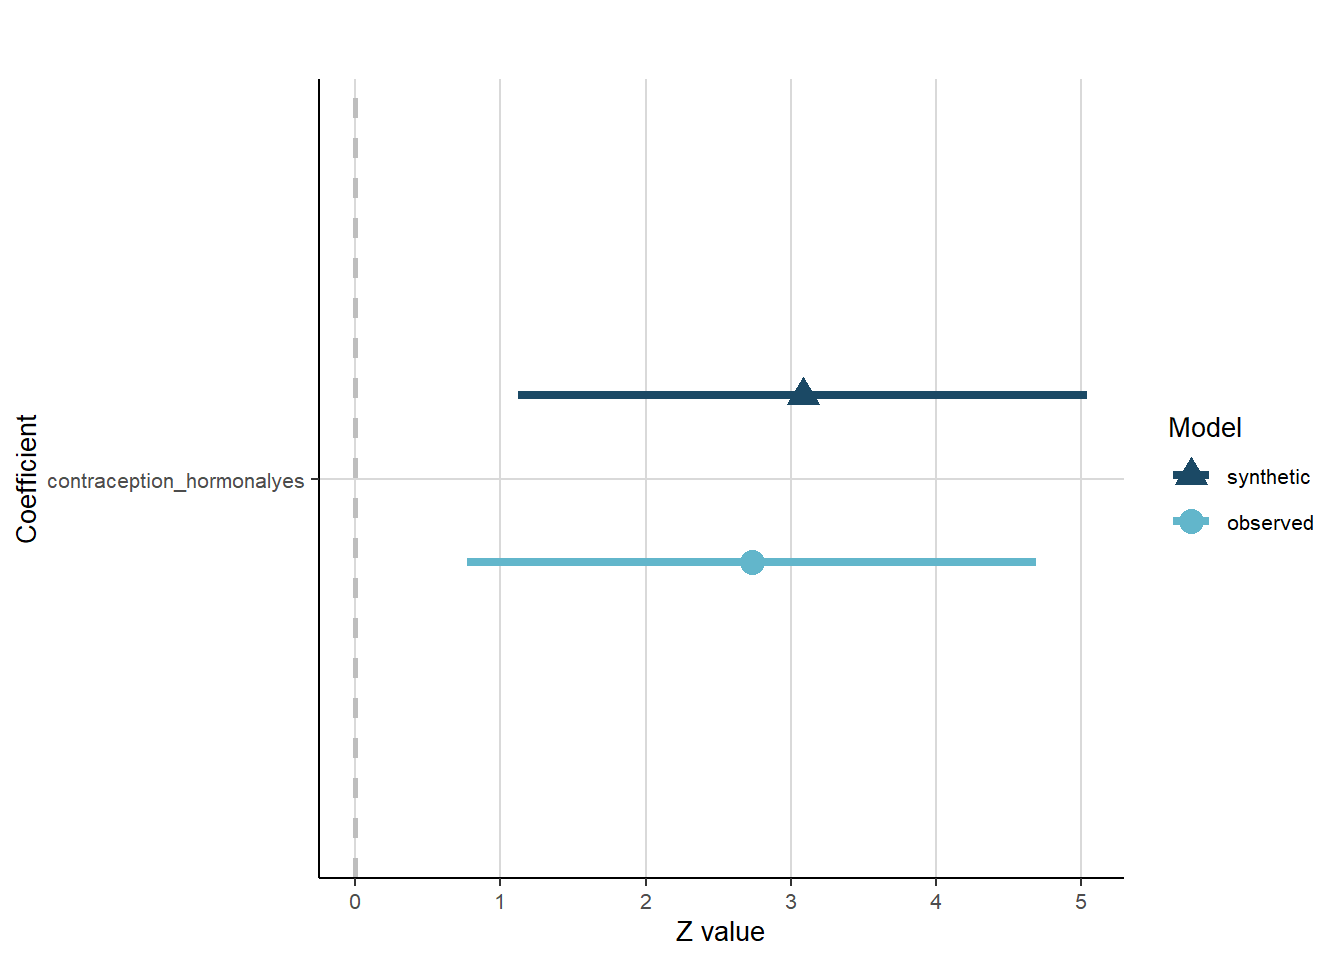 Coefficient
contraception_hormonalyes
0 1 2 3 4 5
Z value
Model
synthetic
observed